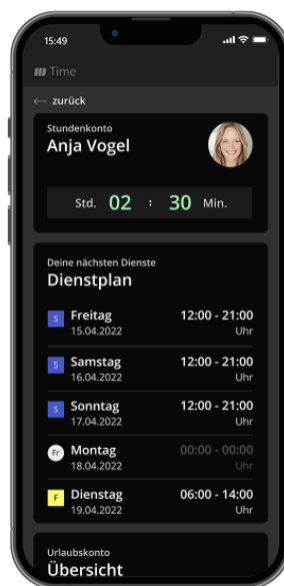 15:49
Time
← zurück
Stundenkonto
Anja Vogel
Std. 02 : 30 Min.
Deine nächsten Dienste
Dienstplan
S Freitag 12:00 - 21:00
15.04.2022 Uhr
S Samstag 12:00 - 21:00
16.04.2022 Uhr
S Sonntag 12:00 - 21:00
17.04.2022 Uhr
Fr Montag 00:00 - 00:00
18.04.2022 Uhr
F Dienstag 06:00 - 14:00
19.04.2022 Uhr
Urlaubskonto
Übersicht